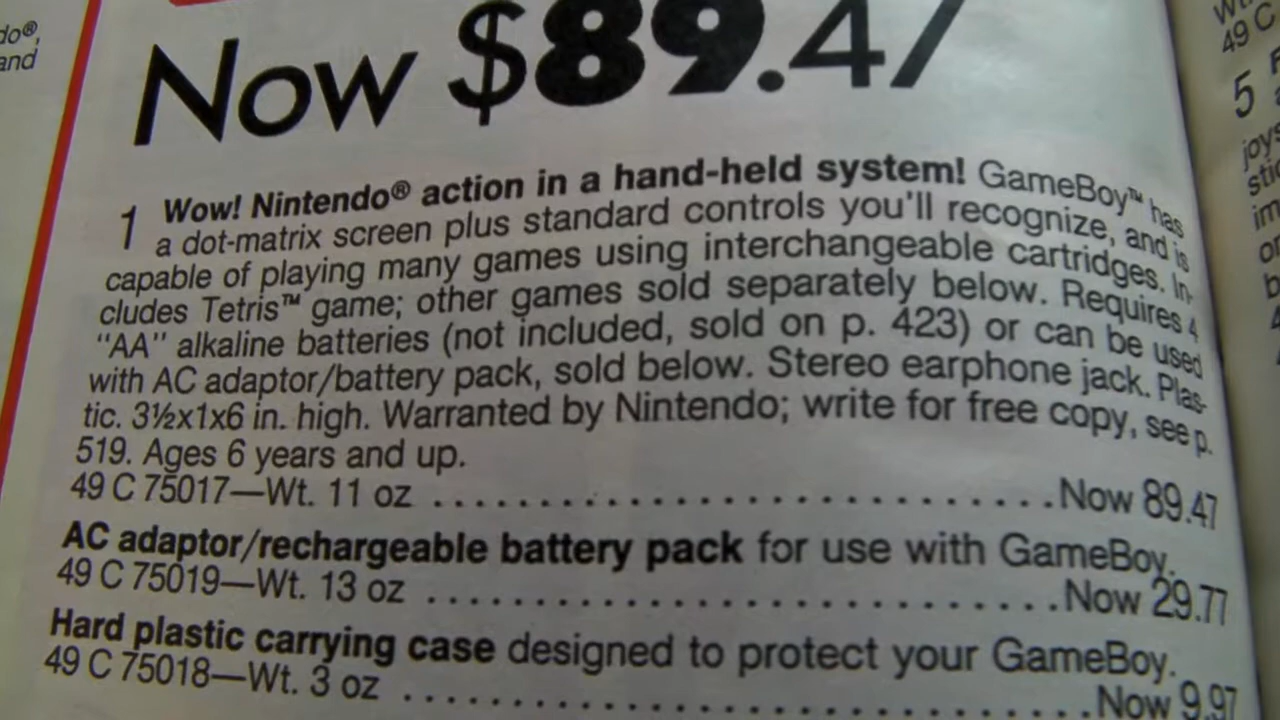 do®,
and
Now $89.47
1 Wow! Nintendo® action in a hand-held system! GameBoy™ has
a dot-matrix screen plus standard controls you'll recognize, and is
capable of playing many games using interchangeable cartridges. In-
cludes Tetris™ game; other games sold separately below. Requires 4
"AA" alkaline batteries (not included, sold on p. 423) or can be used
with AC adaptor/battery pack, sold below. Stereo earphone jack. Plas-
tic. 3½x1x6 in. high. Warranted by Nintendo; write for free copy, see p.
519. Ages 6 years and up.
49 C 75017—Wt. 11 oz ............................Now 89.47
AC adaptor/rechargeable battery pack for use with GameBoy.
49 C 75019—Wt. 13 oz ............................Now 29.77
Hard plastic carrying case designed to protect your GameBoy.
49 C 75018—Wt. 3 oz ..............................Now 9.97
49 C
5